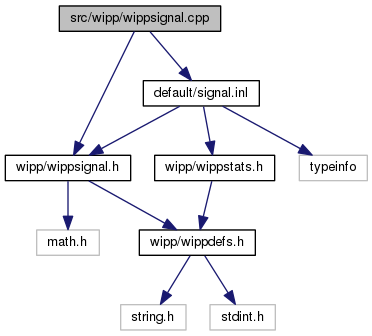 src/wipp/wippsignal.cpp
default/signal.inl
wipp/wippsignal.h
wipp/wippstats.h
typeinfo
math.h
wipp/wippdefs.h
string.h
stdint.h